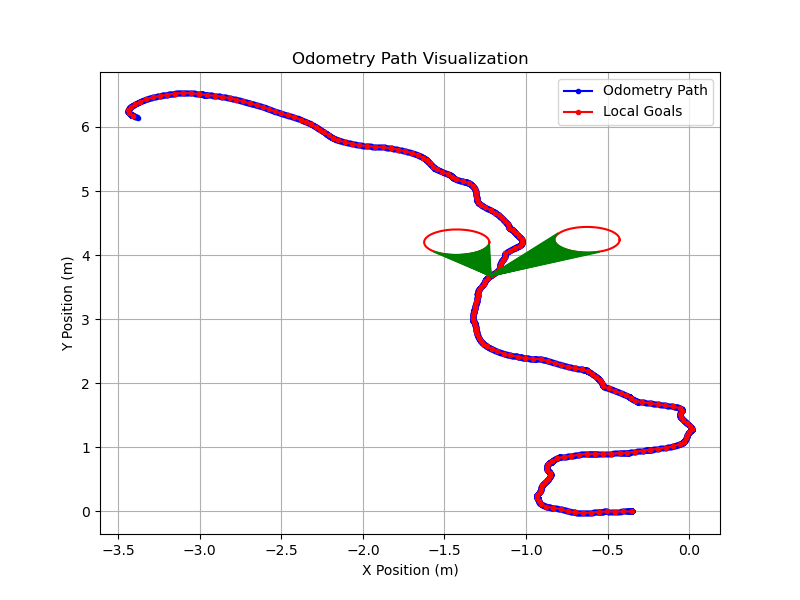 Odometry Path Visualization
Odometry Path
Local Goals
Y Position (m)
6
5
4
3
2
1
0
−3.5 −3.0 −2.5 −2.0 −1.5 −1.0 −0.5 0.0
X Position (m)